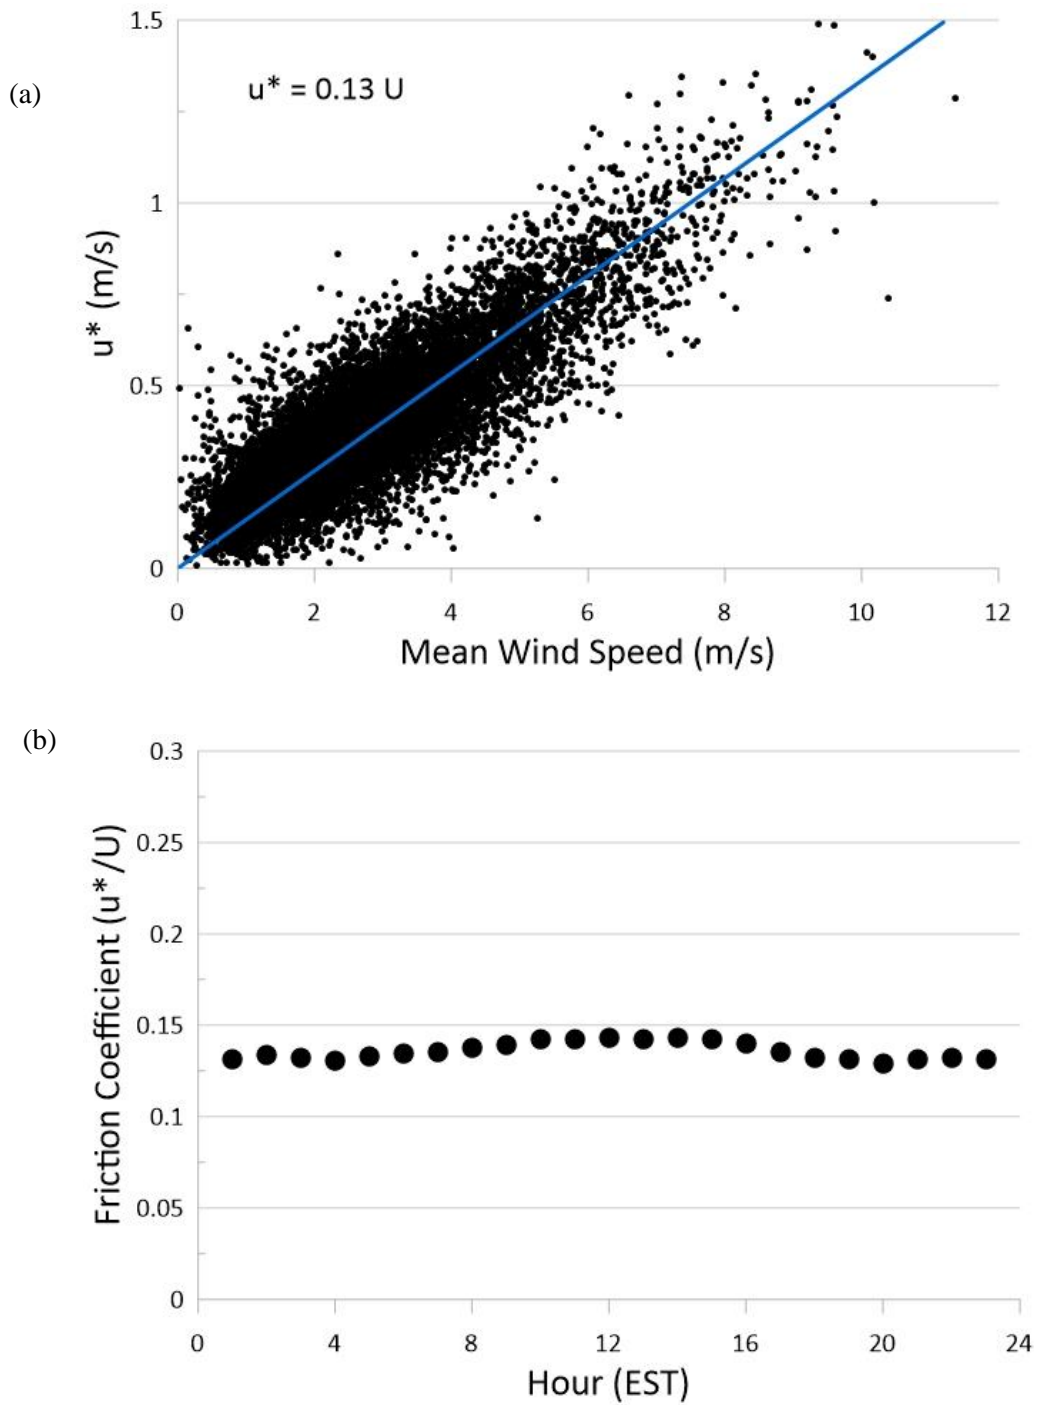 (a)
u* = 0.13 U
1.5
1
0.5
0
u* (m/s)
0 2 4 6 8 10 12
Mean Wind Speed (m/s)
(b)
0.3
0.25
0.2
0.15
0.1
0.05
0
Friction Coefficient (u*/U)
0 4 8 12 16 20 24
Hour (EST)